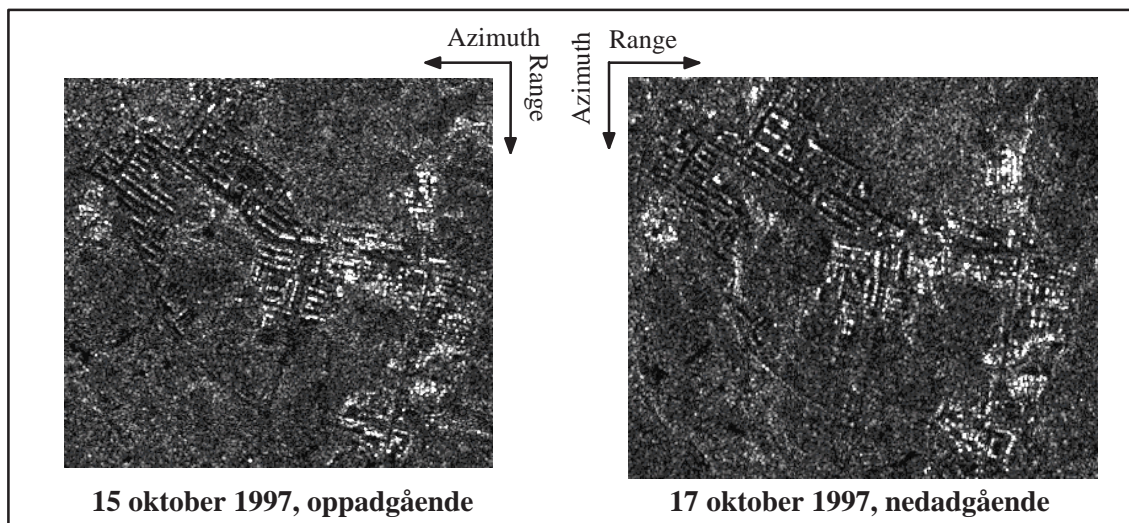 Azimuth
Range
Azimuth
Range
15 oktober 1997, oppadgående
17 oktober 1997, nedadgående